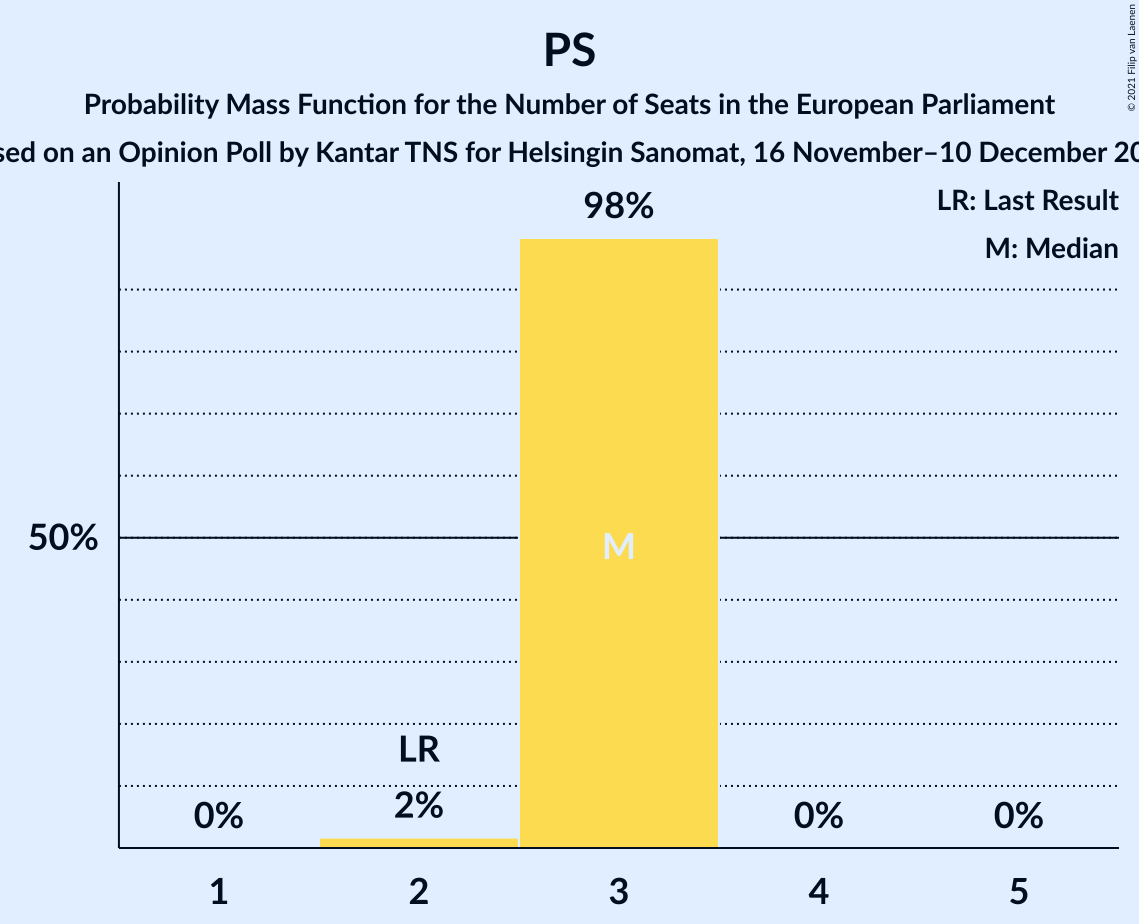 PS
Probability Mass Function for the Number of Seats in the European Parliament
sed on an Opinion Poll by Kantar TNS for Helsingin Sanomat, 16 November–10 December 20
© 2021 Filip van Laenen
LR: Last Result
M: Median
98%
50%
M
LR
0%
2%
0%
0%
1
2
3
4
5